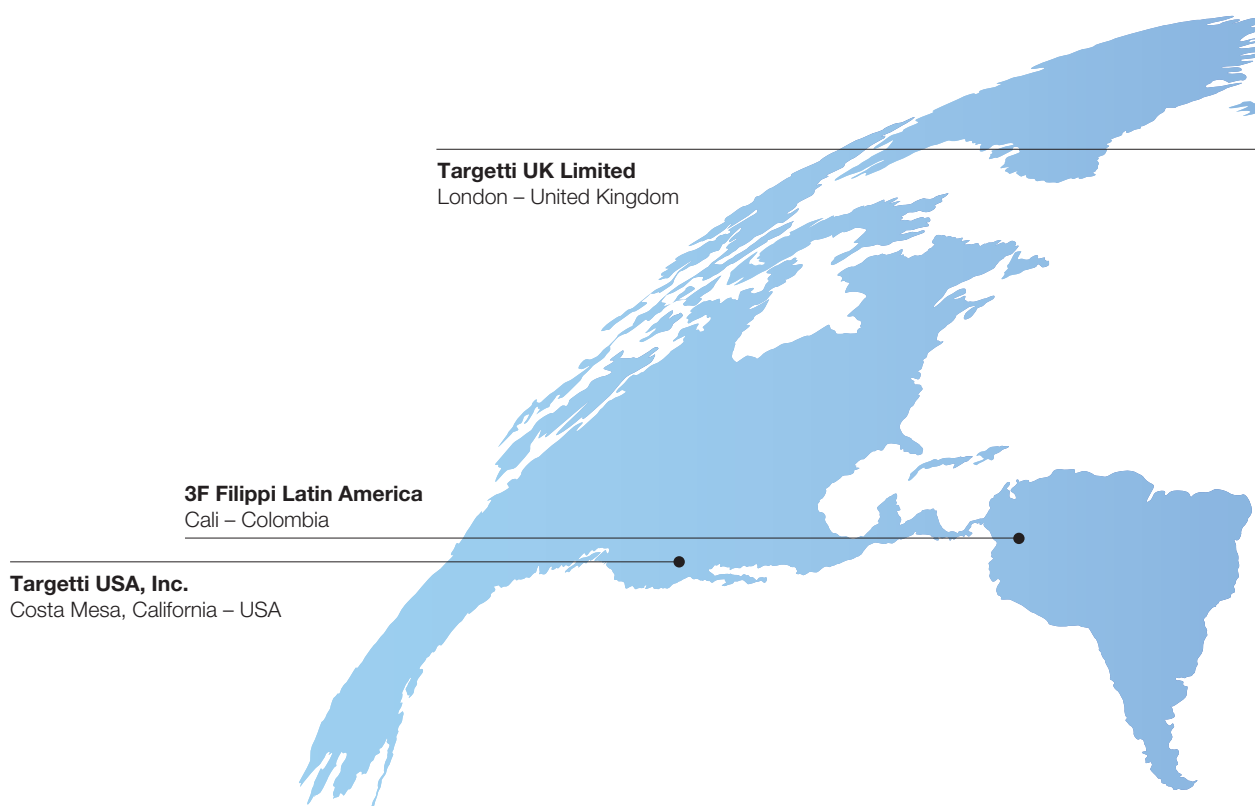 Targetti UK Limited
London – United Kingdom
3F Filippi Latin America
Cali – Colombia
Targetti USA, Inc.
Costa Mesa, California – USA